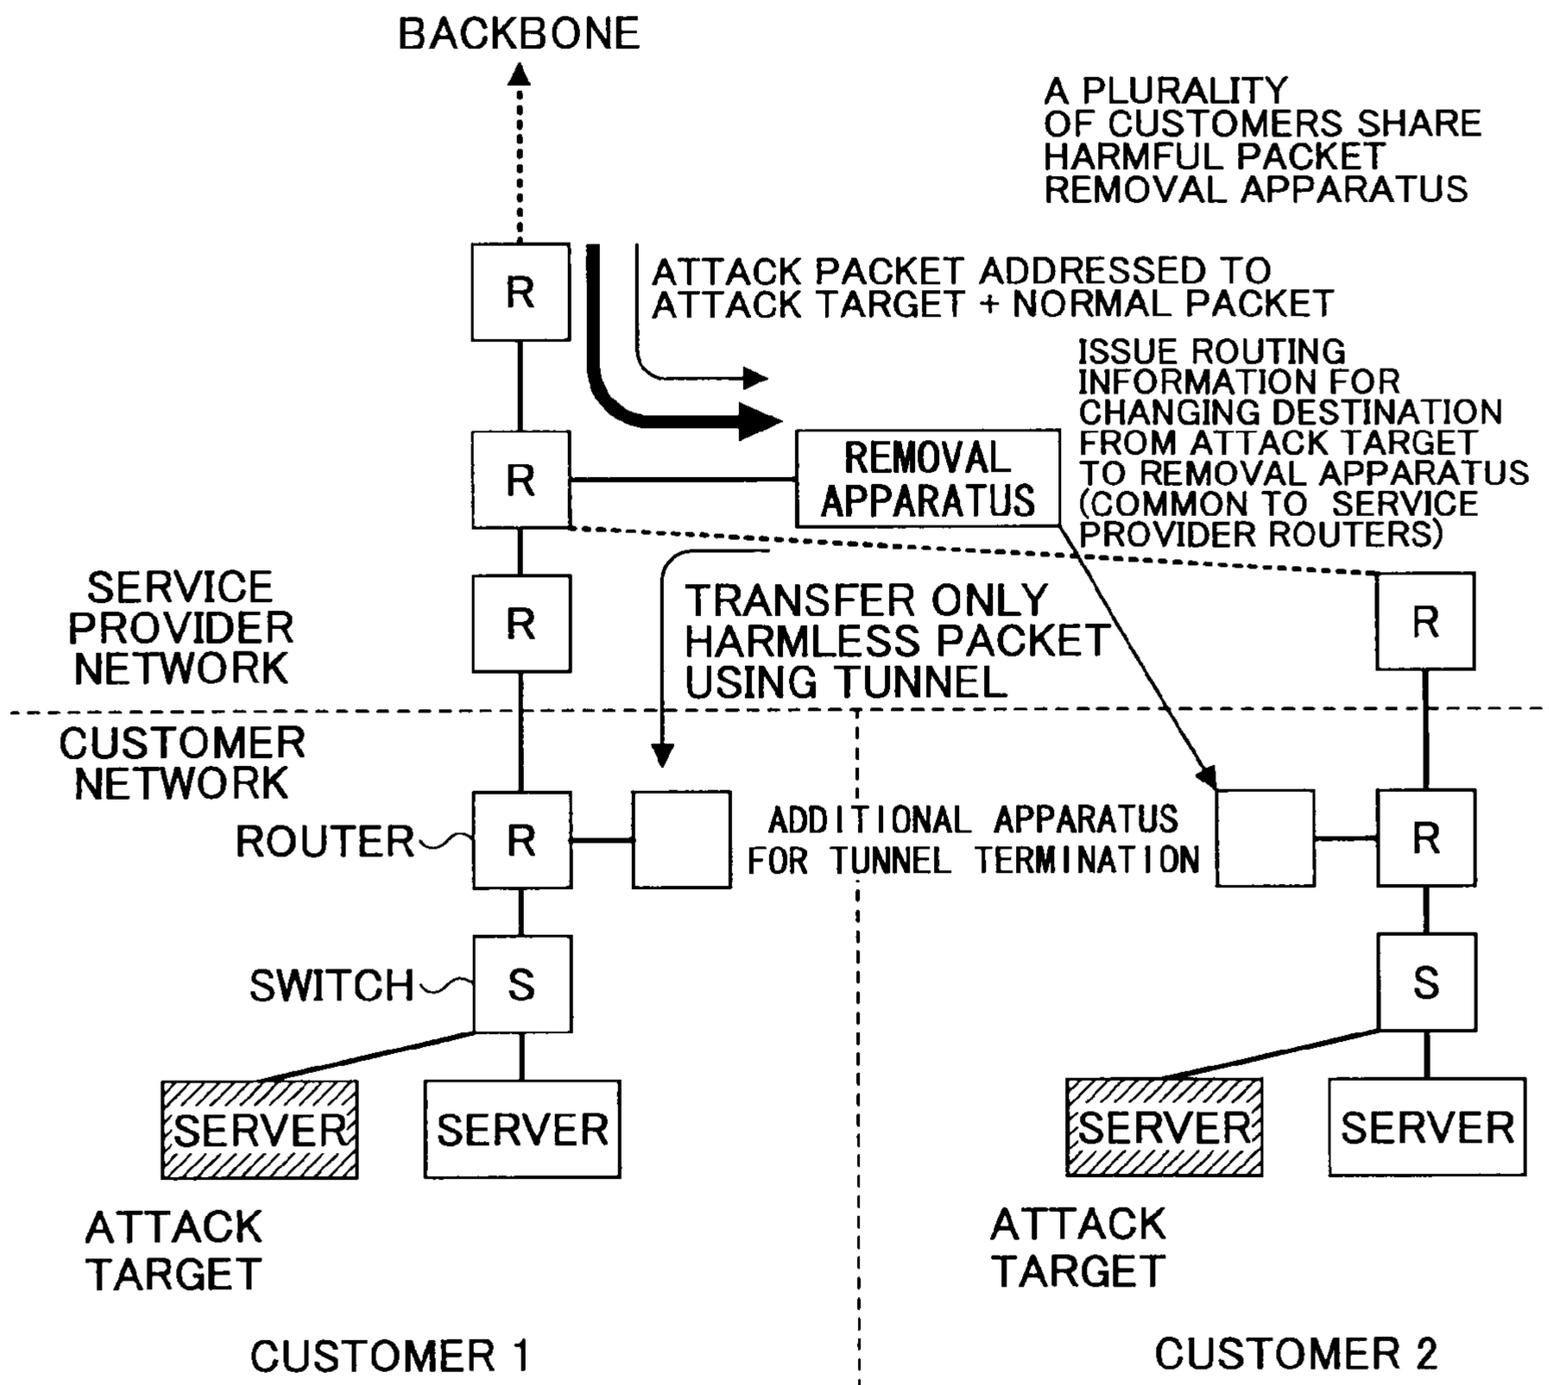 BACKBONE
A PLURALITY
OF CUSTOMERS SHARE
HARMFUL PACKET
REMOVAL APPARATUS
R
ATTACK PACKET ADDRESSED TO
ATTACK TARGET + NORMAL PACKET
ISSUE ROUTING
INFORMATION FOR
CHANGING DESTINATION
FROM ATTACK TARGET
TO REMOVAL APPARATUS
(COMMON TO SERVICE
PROVIDER ROUTERS)
R
REMOVAL
APPARATUS
SERVICE
PROVIDER
NETWORK
R
TRANSFER ONLY
HARMLESS PACKET
USING TUNNEL
R
CUSTOMER
NETWORK
ROUTER
R
ADDITIONAL APPARATUS
FOR TUNNEL TERMINATION
R
SWITCH
S
S
SERVER
SERVER
SERVER
SERVER
ATTACK
TARGET
ATTACK
TARGET
CUSTOMER 1
CUSTOMER 2